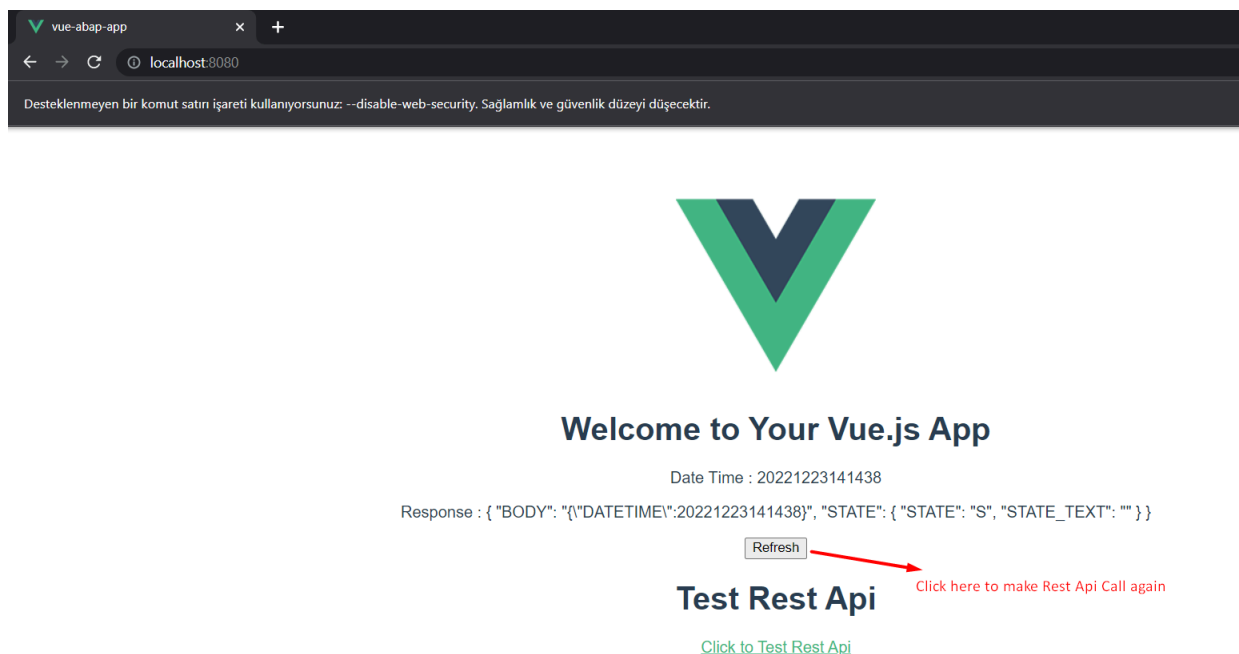 vue-abap-app
localhost:8080
Desteklenmeyen bir komut satırı işareti kullanıyorsunuz: --disable-web-security. Sağlamlık ve güvenlik düzeyi düşecektir.
Welcome to Your Vue.js App
Date Time : 20221223141438
Response : { "BODY": "{\"DATETIME\":20221223141438}", "STATE": { "STATE": "S", "STATE_TEXT": "" } }
Refresh
Click here to make Rest Api Call again
Test Rest Api
Click to Test Rest Api